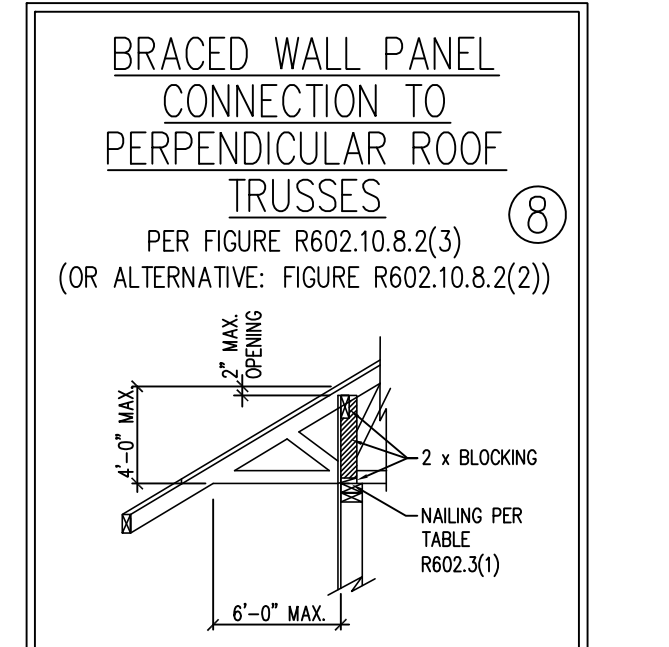 BRACED WALL PANEL
CONNECTION TO
PERPENDICULAR ROOF
TRUSSES
8
PER FIGURE R602.10.8.2(3)
(OR ALTERNATIVE: FIGURE R602.10.8.2(2))
2" MAX.
OPENING
4'-0" MAX.
2 x BLOCKING
NAILING PER
TABLE
R602.3(1)
6'-0" MAX.